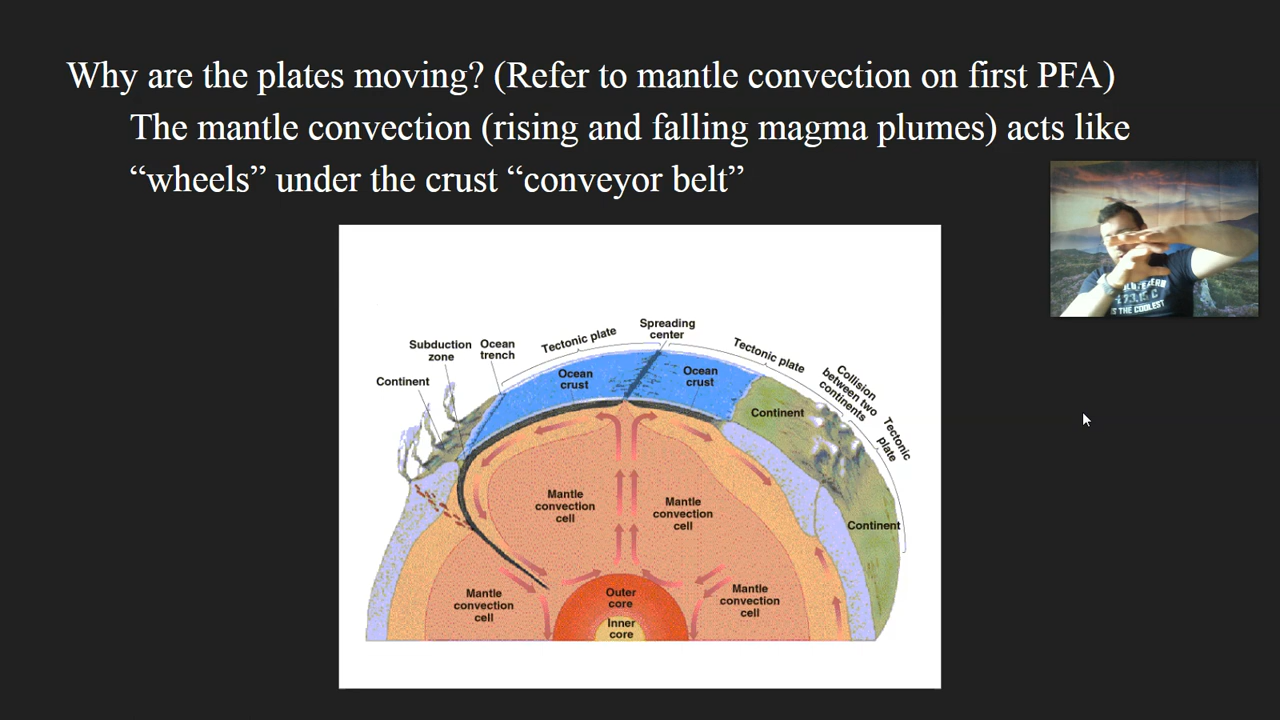 Why are the plates moving? (Refer to mantle convection on first PFA)
The mantle convection (rising and falling magma plumes) acts like
“wheels” under the crust “conveyor belt”
Spreading
center
Tectonic plate
Subduction
zone
Ocean
trench
Tectonic plate
Continent
Ocean
crust
Ocean
crust
Collision
between two
continents
Continent
Tectonic
plate
Mantle
convection
cell
Mantle
convection
cell
Continent
Mantle
convection
cell
Outer
core
Mantle
convection
cell
Inner
core
THE COOLEST